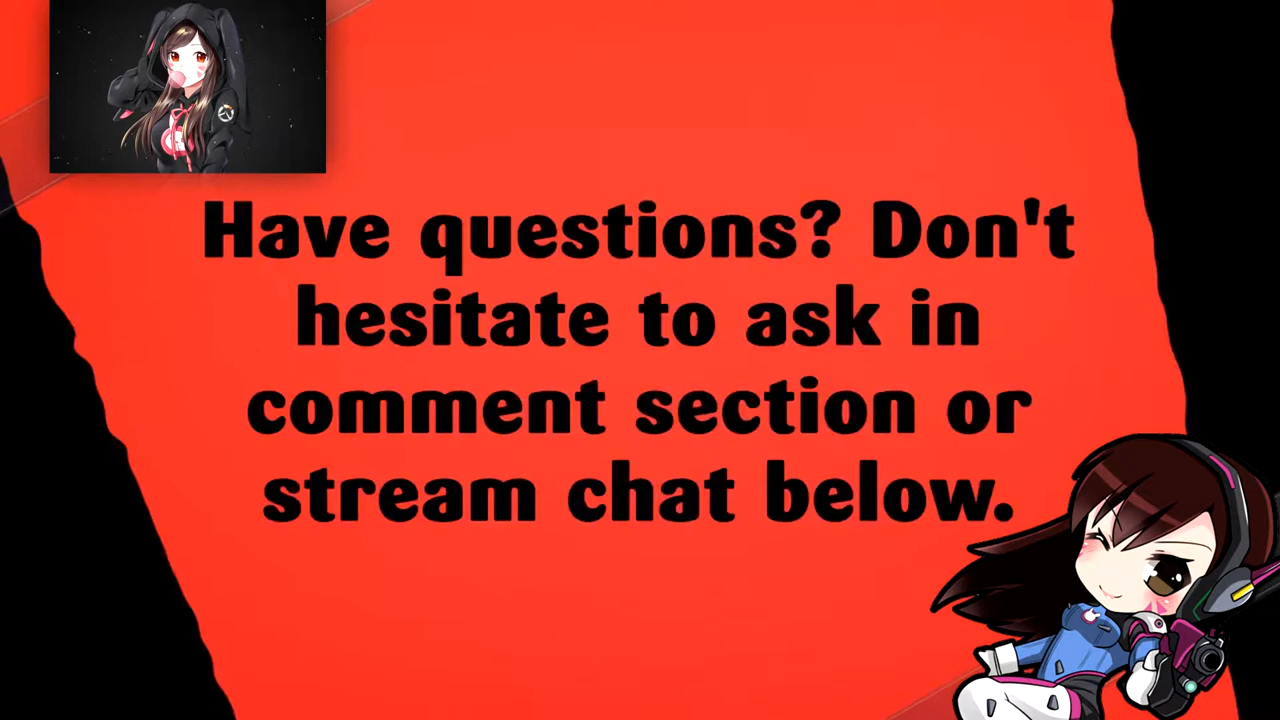 Have questions? Don't
hesitate to ask in
comment section or
stream chat below.